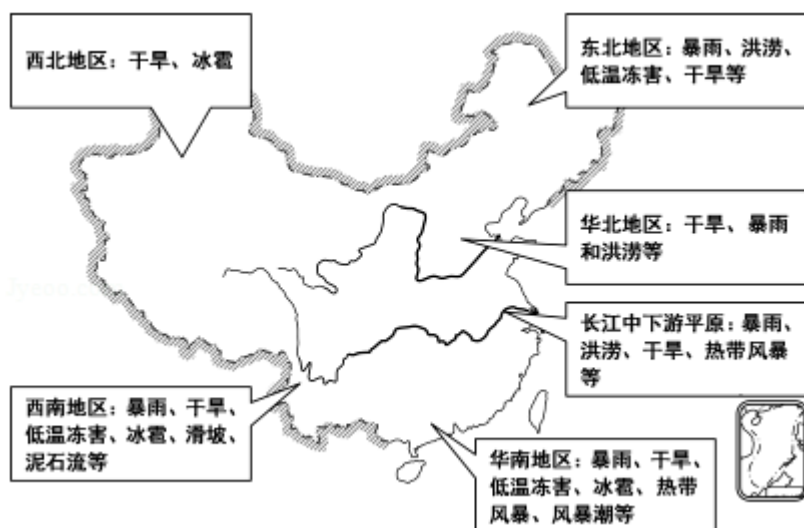 西北地区：干旱、冰雹
东北地区：暴雨、洪涝、
低温冻害、干旱等
华北地区：干旱、暴雨
和洪涝等
长江中下游平原：暴雨、
洪涝、干旱、热带风暴
等
西南地区：暴雨、干旱、
低温冻害、冰雹、滑坡、
泥石流等
华南地区：暴雨、干旱、
低温冻害、冰雹、热带
风暴、风暴潮等